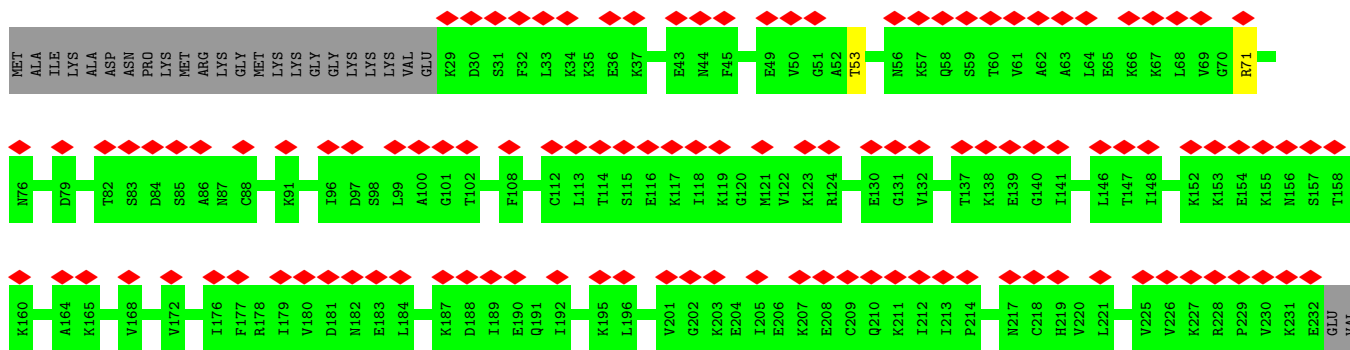 MET ALA ILE LYS ALA ASP ASN PRO LYS MET ARG LYS GLY MET LYS LYS GLY GLY LYS LYS LYS VAL GLU K29 D30 S31 F32 L33 K34 K35 E36 K37 E43 N44 F45 E49 V50 G51 A52 T53 N56 K57 Q58 S59 T60 V61 A62 A63 L64 E65 K66 K67 L68 V69 G70 R71
N76 D79 T82 S83 D84 S85 A86 N87 C88 K91 I96 D97 S98 L99 A100 G101 T102 F108 C112 L113 T114 S115 E116 K117 I118 K119 G120 M121 V122 K123 R124 E130 G131 V132 T137 K138 E139 G140 I141 L146 T147 I148 K152 K153 E154 K155 N156 S157 T158
K160 A164 K165 V168 V172 I176 F177 R178 I179 V180 D181 N182 E183 L184 K187 D188 I189 E190 Q191 I192 K195 L196 V201 G202 K203 E204 I205 E206 K207 E208 C209 Q210 K211 I212 I213 P214 N217 C218 H219 V220 L221 V225 V226 K227 R228 P229 V230 K231 E232 GLU VAL